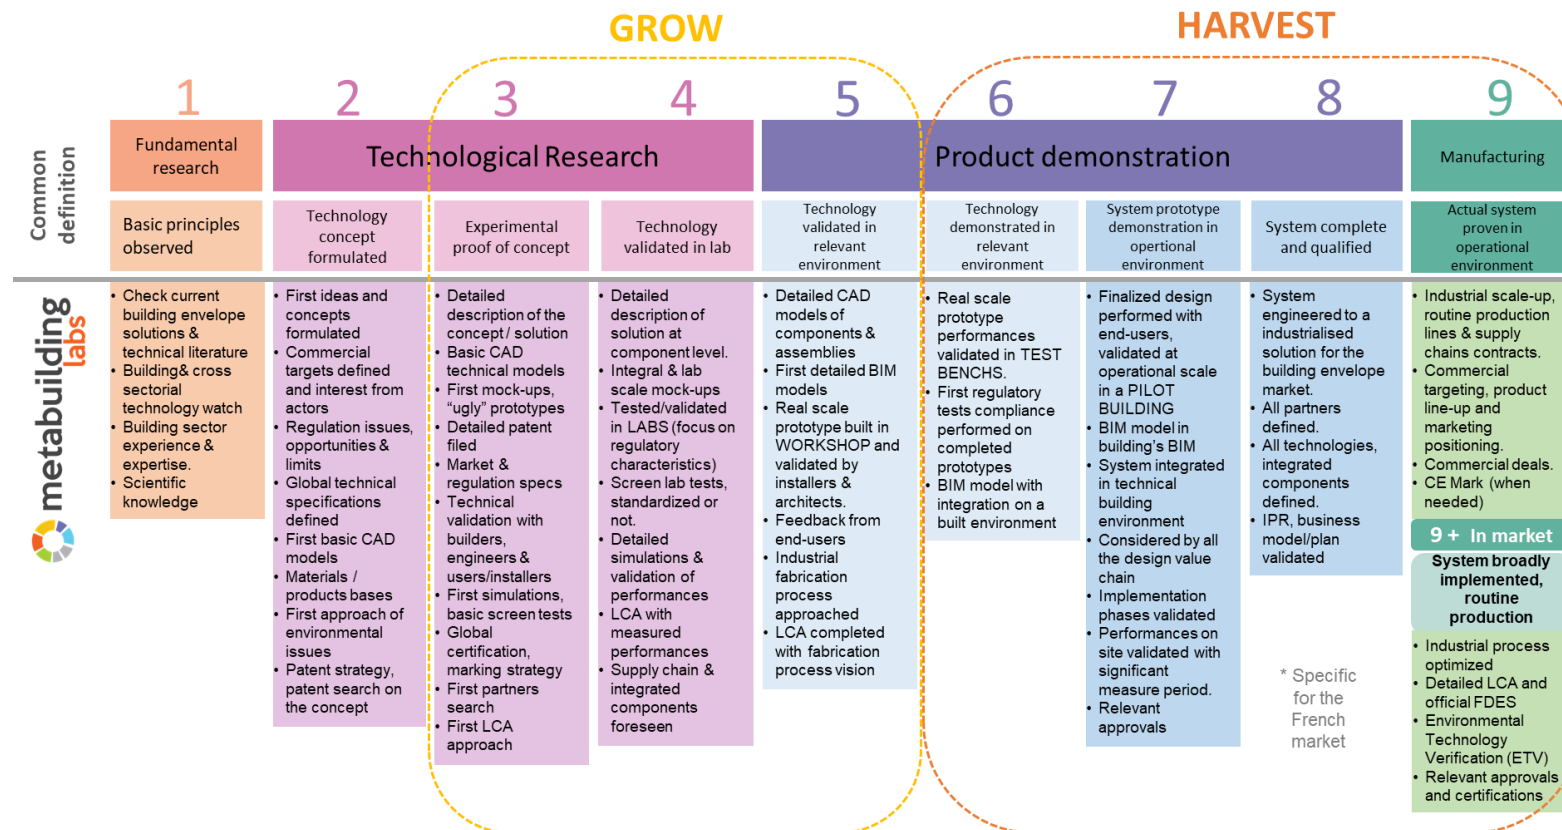 GROW
HARVEST
1
2
3
4
5
6
7
8
9
Common
definition
Fundamental
research
Technological Research
Product demonstration
Manufacturing
Basic principles
observed
Technology
concept
formulated
Experimental
proof of concept
Technology
validated in lab
Technology
validated in
relevant
environment
Technology
demonstrated in
relevant
environment
System prototype
demonstration in
opertional
environment
System complete
and qualified
Actual system
proven in
operational
environment
metabuilding
labs
• Check current
building envelope
solutions &
technical literature
• Building& cross
sectorial
technology watch
• Building sector
experience &
expertise.
• Scientific
knowledge
• First ideas and
concepts
formulated
• Commercial
targets defined
and interest from
actors
• Regulation issues,
opportunities &
limits
• Global technical
specifications
defined
• First basic CAD
models
• Materials /
products bases
• First approach of
environmental
issues
• Patent strategy,
patent search on
the concept
• Detailed
description of the
concept / solution
• Basic CAD
technical models
• First mock-ups,
“ugly” prototypes
• Detailed patent
filed
• Market &
regulation specs
• Technical
validation with
builders,
engineers &
users/installers
• First simulations,
basic screen tests
• Global
certification,
marking strategy
• First partners
search
• First LCA
approach
• Detailed
description of
solution at
component level.
• Integral & lab
scale mock-ups
• Tested/validated
in LABS (focus on
regulatory
characteristics)
• Screen lab tests,
standardized or
not.
• Detailed
simulations &
validation of
performances
• LCA with
measured
performances
• Supply chain &
integrated
components
foreseen
• Detailed CAD
models of
components &
assemblies
• First detailed BIM
models
• Real scale
prototype built in
WORKSHOP and
validated by
installers &
architects.
• Feedback from
end-users
• Industrial
fabrication
process
approached
• LCA completed
with fabrication
process vision
• Real scale
prototype
performances
validated in TEST
BENCHS.
• First regulatory
tests compliance
performed on
completed
prototypes
• BIM model with
integration on a
built environment
• Finalized design
performed with
end-users,
validated at
operational scale
in a PILOT
BUILDING
• BIM model in
building’s BIM
• System integrated
in technical
building
environment
• Considered by all
the design value
chain
• Implementation
phases validated
• Performances on
site validated with
significant
measure period.
• Relevant
approvals
• System
engineered to a
industrialised
solution for the
building envelope
market.
• All partners
defined.
• All technologies,
integrated
components
defined.
• IPR, business
model/plan
validated
* Specific
for the
French
market
• Industrial scale-up,
routine production
lines & supply
chains contracts.
• Commercial
targeting, product
line-up and
marketing
positioning.
• Commercial deals.
• CE Mark (when
needed)
9 + In market
System broadly
implemented,
routine
production
• Industrial process
optimized
• Detailed LCA and
official FDES
• Environmental
Technology
Verification (ETV)
• Relevant approvals
and certifications